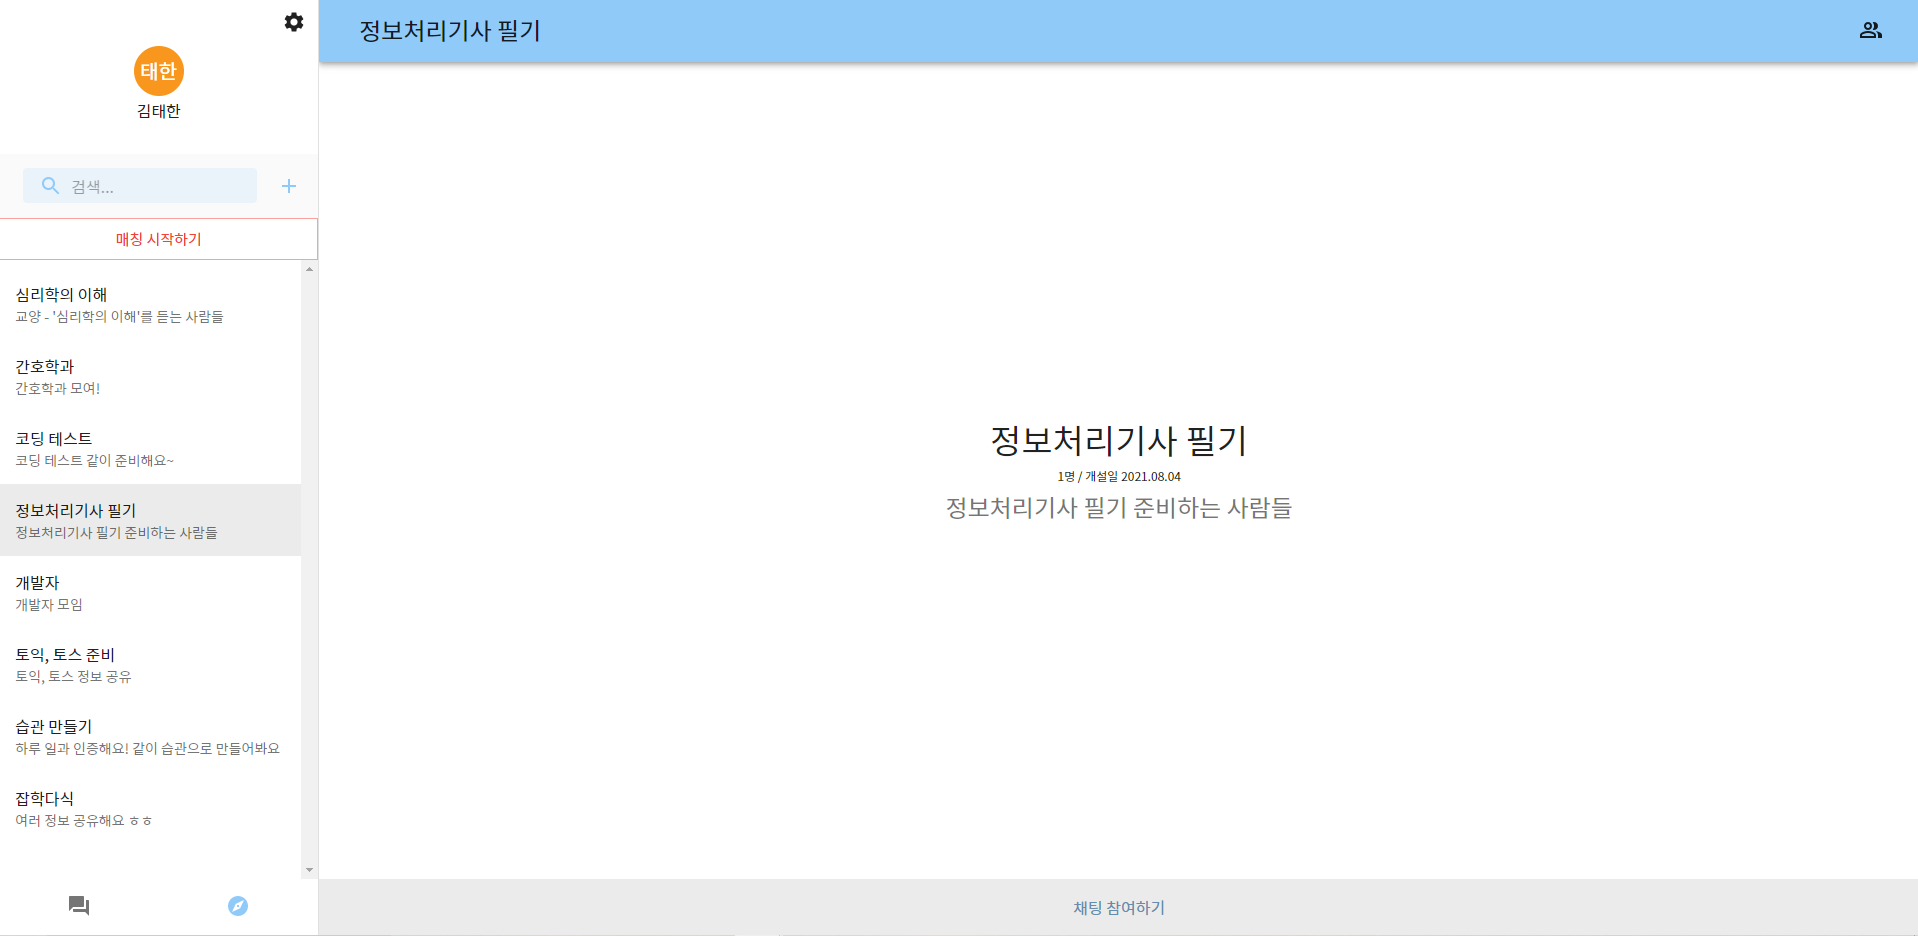 태한
김태한
검색...
매칭 시작하기
심리학의 이해
교양 - '심리학의 이해'를 듣는 사람들
간호학과
간호학과 모여!
코딩 테스트
코딩 테스트 같이 준비해요~
정보처리기사 필기
정보처리기사 필기 준비하는 사람들
개발자
개발자 모임
토익, 토스 준비
토익, 토스 정보 공유
습관 만들기
하루 일과 인증해요! 같이 습관으로 만들어봐요
잡학다식
여러 정보 공유해요 ㅎㅎ
정보처리기사 필기
정보처리기사 필기
1명 / 개설일 2021.08.04
정보처리기사 필기 준비하는 사람들
채팅 참여하기